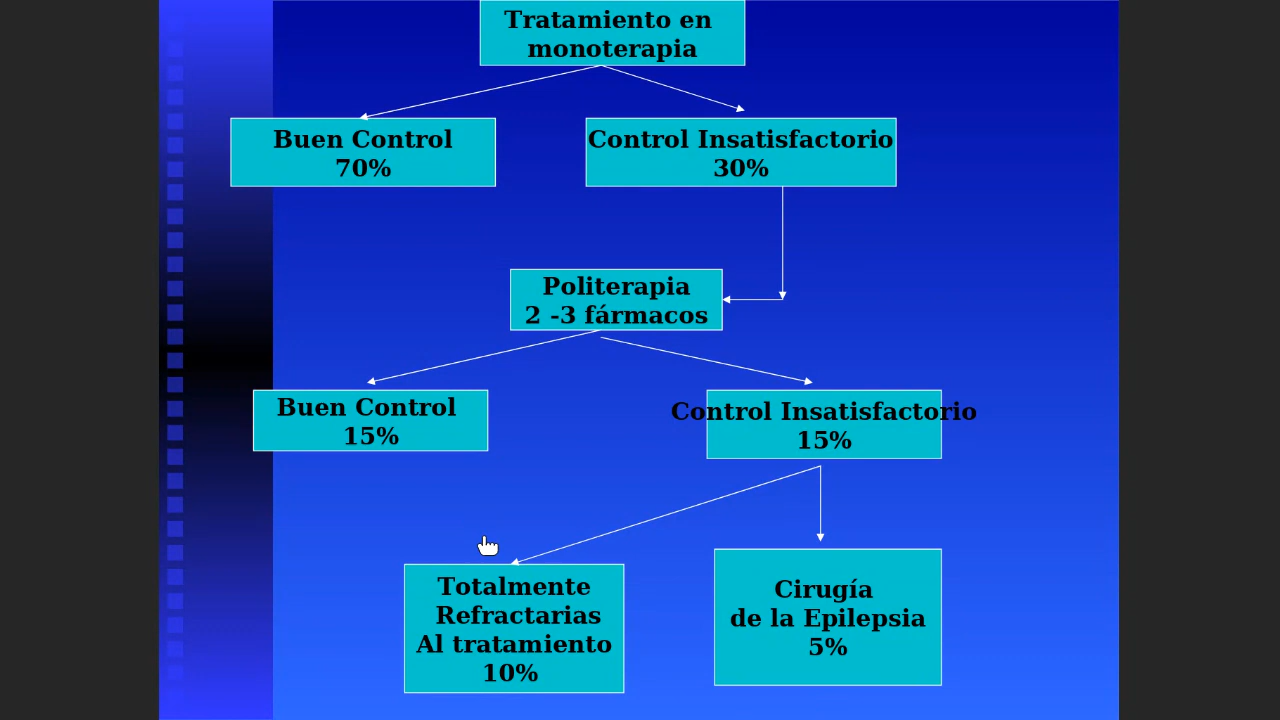 Tratamiento en
monoterapia
Buen Control
70%
Control Insatisfactorio
30%
Politerapia
2 -3 fármacos
Buen Control
15%
Control Insatisfactorio
15%
Totalmente
Refractarias
Al tratamiento
10%
Cirugía
de la Epilepsia
5%